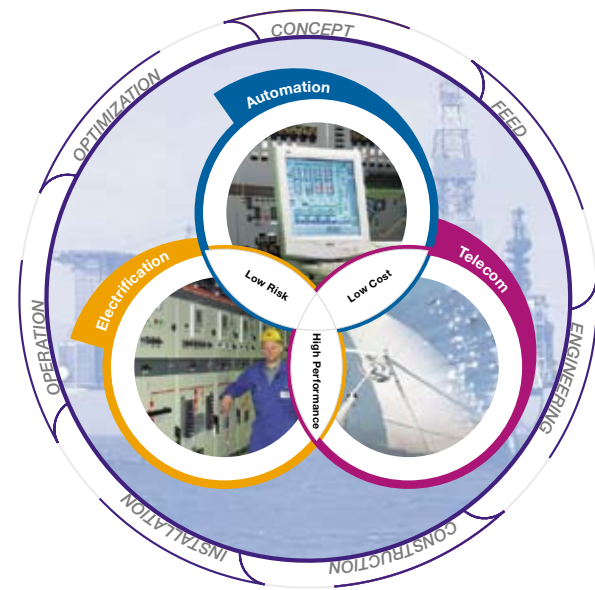 CONCEPT
FEED
ENGINEERING
CONSTRUCTION
INSTALLATION
OPERATION
OPTIMIZATION
Automation
Electrification
Telecom
Low Risk
Low Cost
High Performance